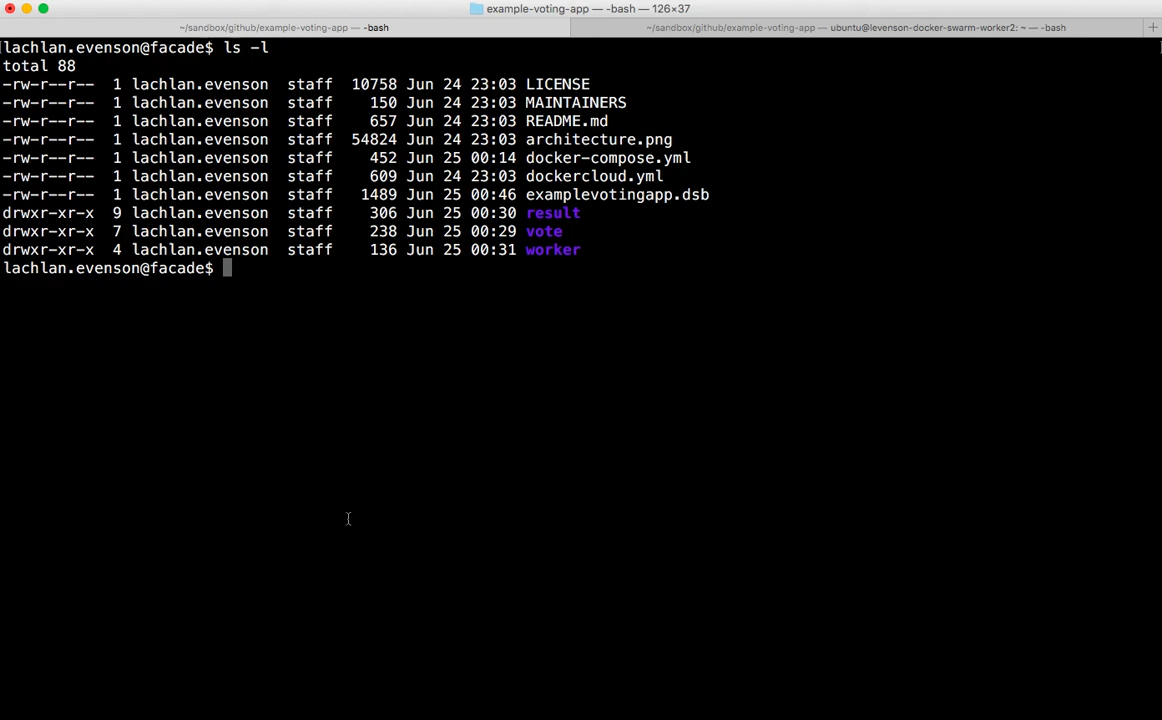 example-voting-app — -bash — 126×37
~/sandbox/github/example-voting-app — -bash
~/sandbox/github/example-voting-app — ubuntu@levenson-docker-swarm-worker2: ~ — -bash
lachlan.evenson@facade$ ls -l
total 88
-rw-r--r--  1 lachlan.evenson  staff  10758 Jun 24 23:03 LICENSE
-rw-r--r--  1 lachlan.evenson  staff    150 Jun 24 23:03 MAINTAINERS
-rw-r--r--  1 lachlan.evenson  staff    657 Jun 24 23:03 README.md
-rw-r--r--  1 lachlan.evenson  staff  54824 Jun 24 23:03 architecture.png
-rw-r--r--  1 lachlan.evenson  staff    452 Jun 25 00:14 docker-compose.yml
-rw-r--r--  1 lachlan.evenson  staff    609 Jun 24 23:03 dockercloud.yml
-rw-r--r--  1 lachlan.evenson  staff   1489 Jun 25 00:46 examplevotingapp.dsb
drwxr-xr-x  9 lachlan.evenson  staff    306 Jun 25 00:30 result
drwxr-xr-x  7 lachlan.evenson  staff    238 Jun 25 00:29 vote
drwxr-xr-x  4 lachlan.evenson  staff    136 Jun 25 00:31 worker
lachlan.evenson@facade$